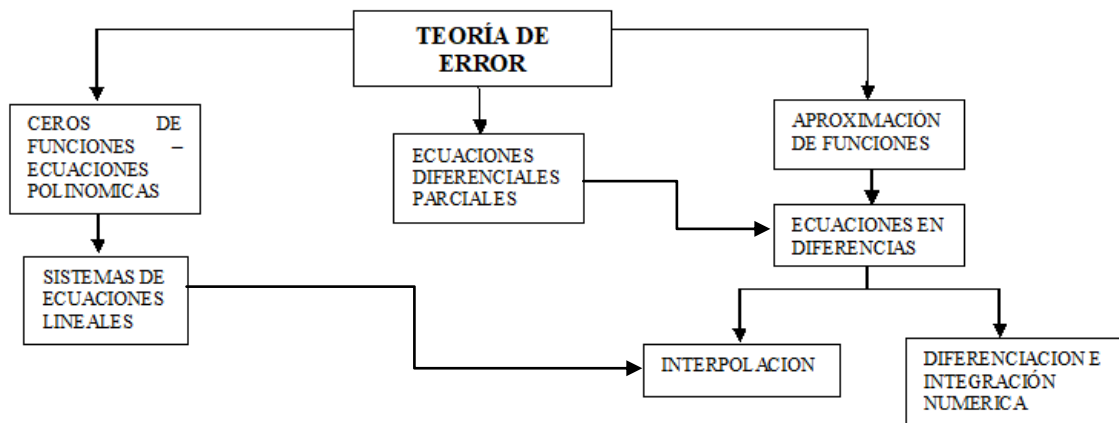 TEORÍA DE
ERROR
CEROS DE
FUNCIONES –
ECUACIONES
POLINOMICAS
ECUACIONES
DIFERENCIALES
PARCIALES
APROXIMACIÓN
DE FUNCIONES
ECUACIONES EN
DIFERENCIAS
SISTEMAS DE
ECUACIONES
LINEALES
INTERPOLACION
DIFERENCIACION E
INTEGRACIÓN
NUMERICA